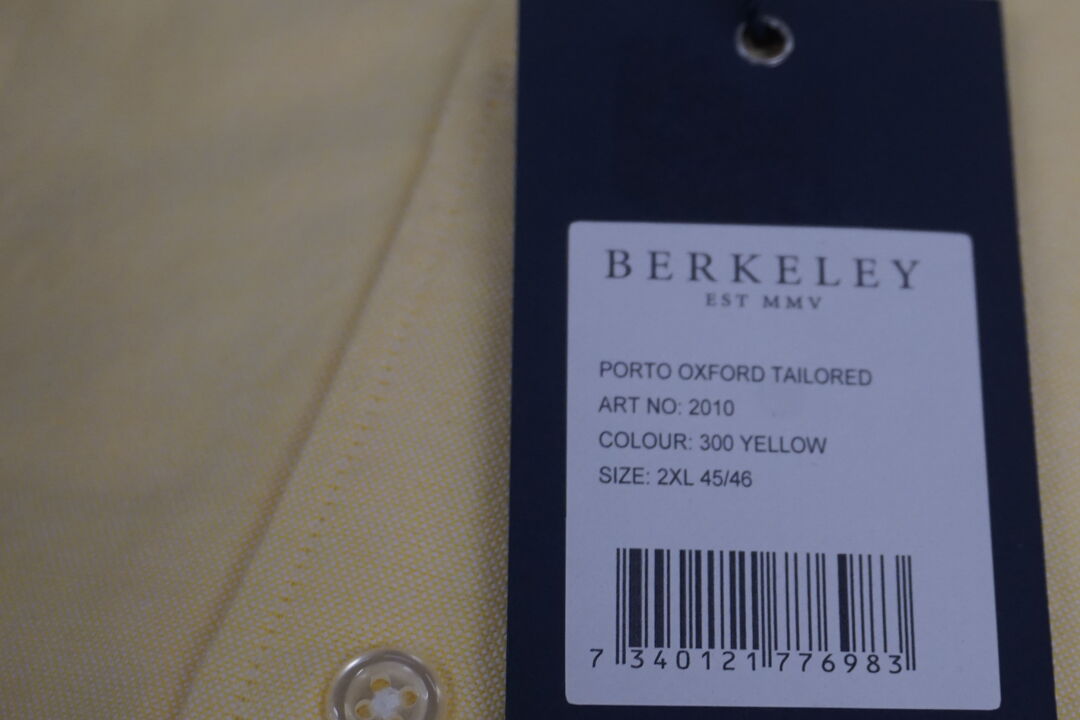 BERKELEY
EST MMV
PORTO OXFORD TAILORED
ART NO: 2010
COLOUR: 300 YELLOW
SIZE: 2XL 45/46
7 340121 776983